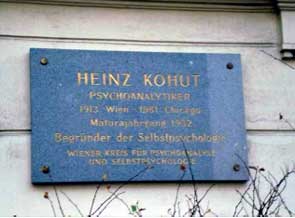 HEINZ KOHUT
PSYCHOANALYTIKER
1913 Wien - 1981 Chicago
Maturajahrgang 1932
Begründer der Selbstpsychologie
WIENER KREIS FÜR PSYCHOANALYSE
UND SELBSTPSYCHOLOGIE